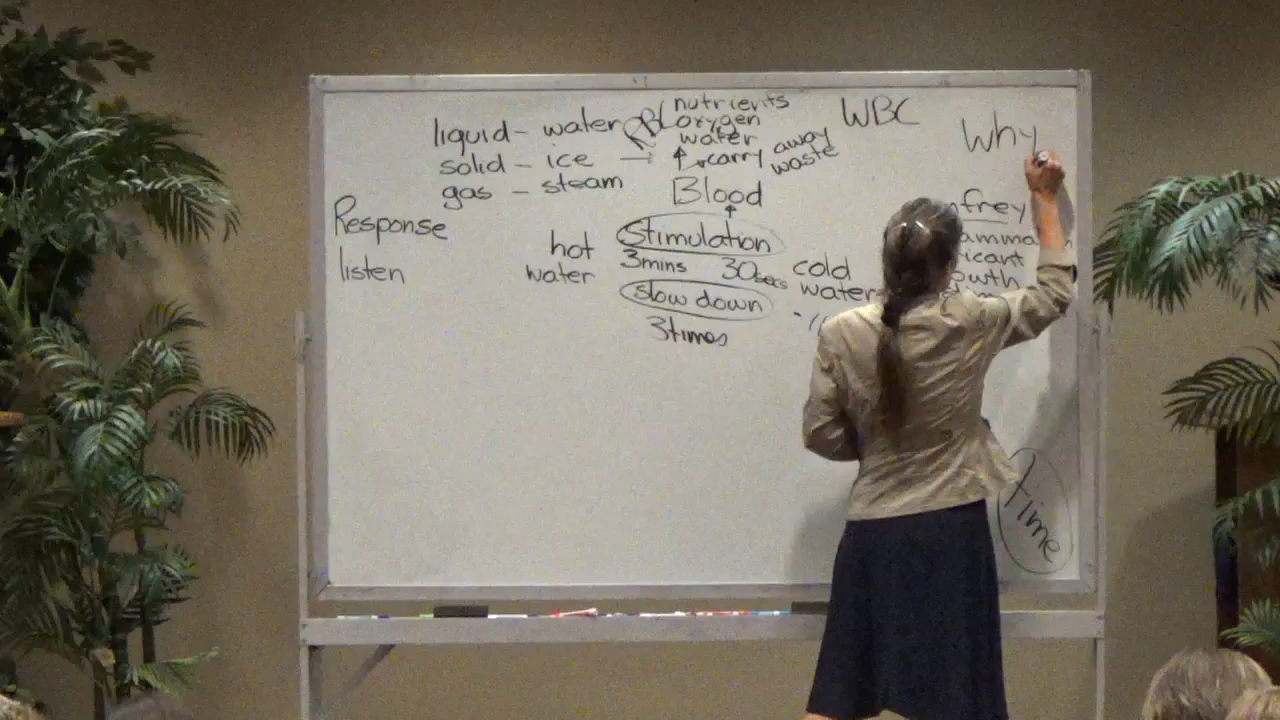 liquid - water
solid - ice →
gas - steam
RBC
nutrients
oxygen
water
↑ carry away
waste
Blood
↑
WBC
Why
Response
listen
hot
water
Stimulation
3mins 30secs
slow down
3times
cold
water
Time